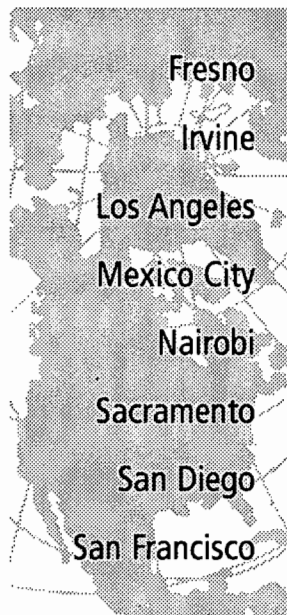 Fresno
Irvine
Los Angeles
Mexico City
Nairobi
Sacramento
San Diego
San Francisco